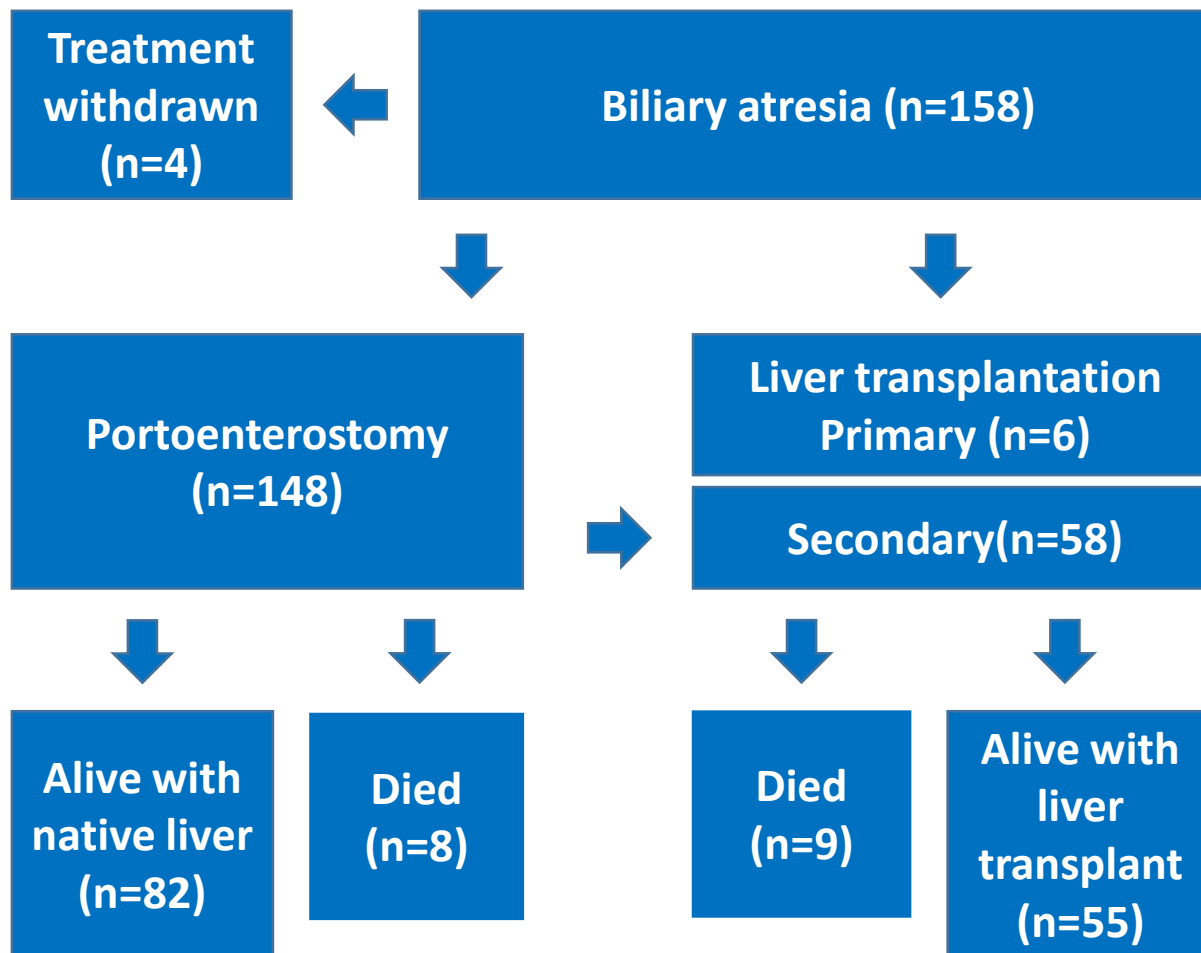 Treatment
withdrawn
(n=4)
Biliary atresia (n=158)
Portoenterostomy
(n=148)
Liver transplantation
Primary (n=6)
Secondary(n=58)
Alive with
native liver
(n=82)
Died
(n=8)
Died
(n=9)
Alive with
liver
transplant
(n=55)